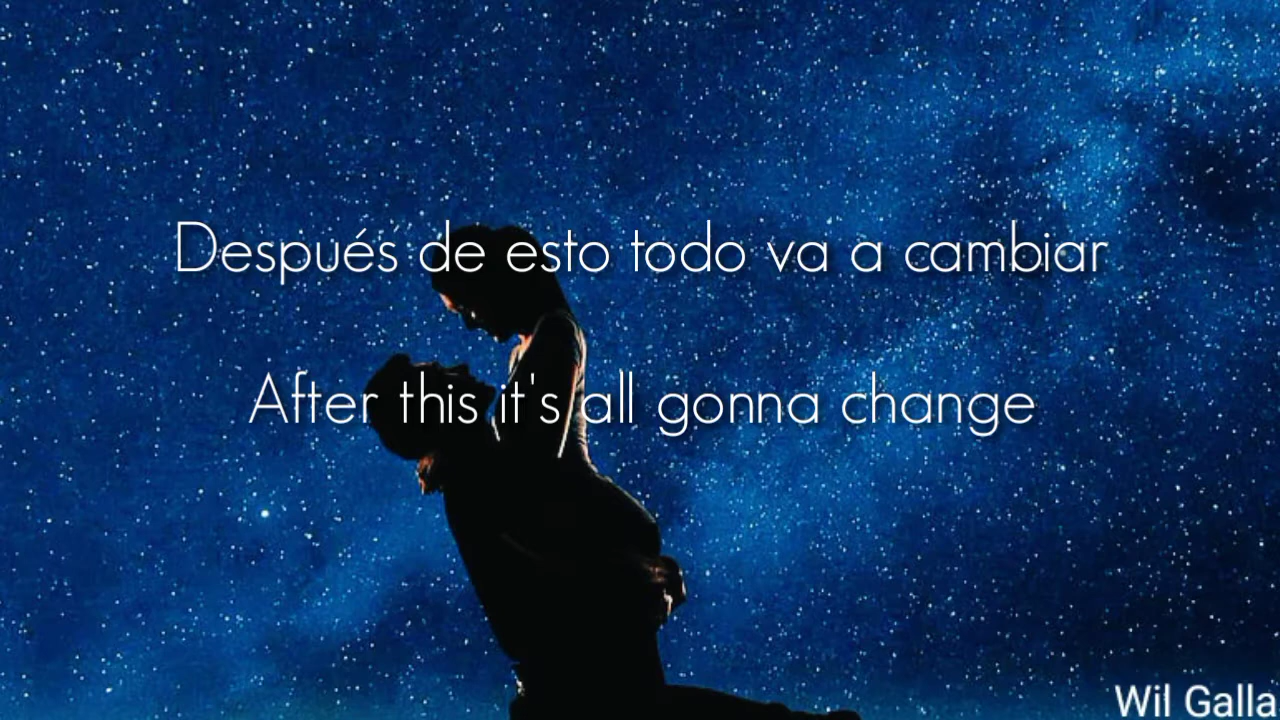 Después de esto todo va a cambiar
After this it's all gonna change
Wil Galla